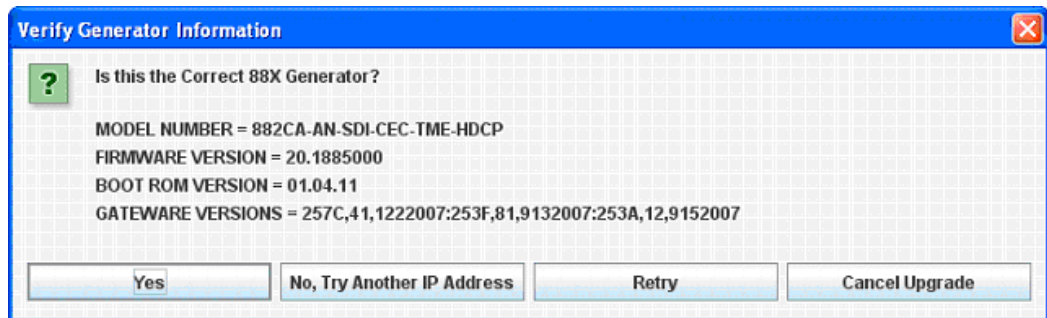 Verify Generator Information
?
Is this the Correct 88X Generator?
MODEL NUMBER = 882CA-AN-SDI-CEC-TME-HDCP
FIRMWARE VERSION = 20.1885000
BOOT ROM VERSION = 01.04.11
GATEWARE VERSIONS = 257C,41,1222007:253F,81,9132007:253A,12,9152007
Yes No, Try Another IP Address Retry Cancel Upgrade